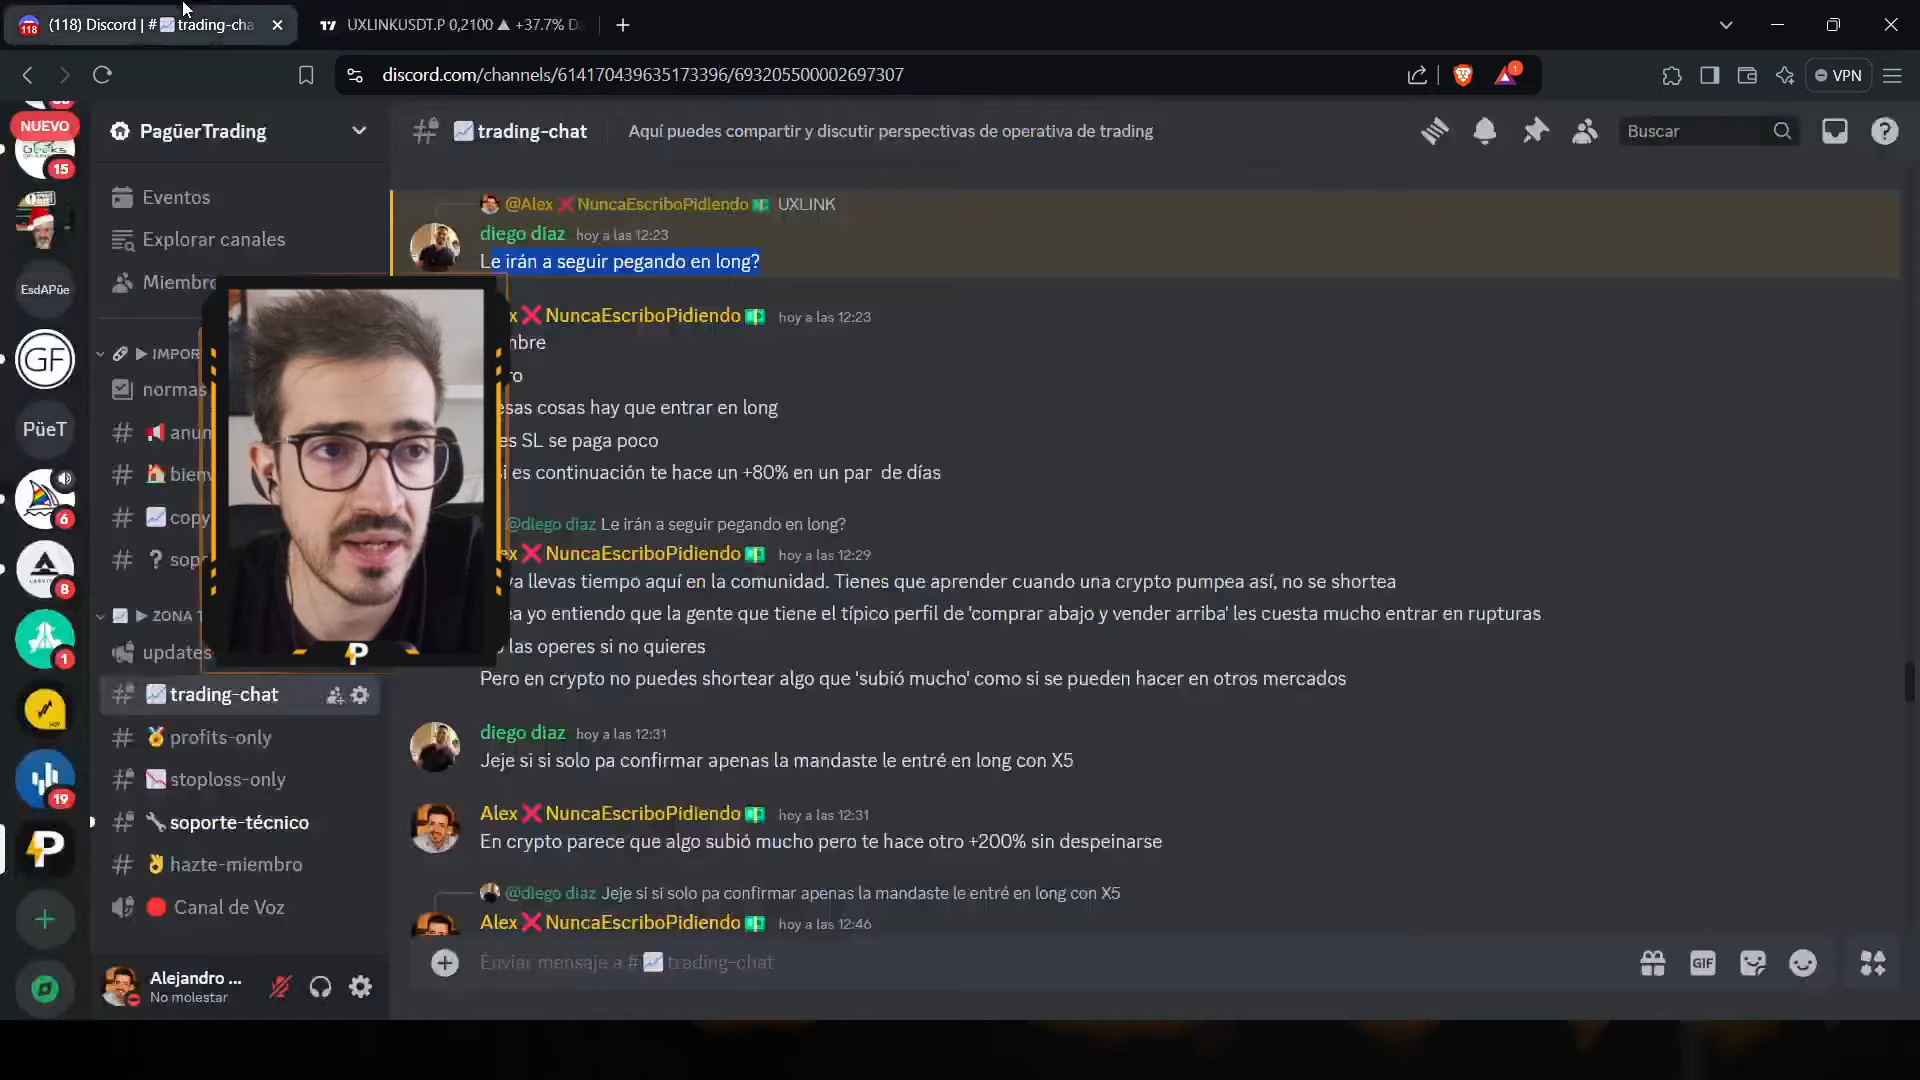 (118) Discord | # trading-cha
UXLINKUSDT.P 0,2100 ▲ +37.7%
discord.com/channels/614170439635173396/693205500002697307
1
VPN
NUEVO
15
EsdAPüe
GF
PüeT
6
8
1
19
P
PagüerTrading
Eventos
Explorar canales
Miembro
IMPOR
normas
anun
bien
copy
sop
ZONA T
updates
trading-chat
profits-only
stoploss-only
soporte-técnico
hazte-miembro
Canal de Voz
Alejandro ...
No molestar
trading-chat
Aquí puedes compartir y discutir perspectivas de operativa de trading
Buscar
@Alex ❌ NuncaEscriboPidiendo 💵 UXLINK
diego diaz hoy a las 12:23
Le irán a seguir pegando en long?
x ❌ NuncaEscriboPidiendo 💵 hoy a las 12:23
mbre
ro
esas cosas hay que entrar en long
es SL se paga poco
i es continuación te hace un +80% en un par de días
@diego diaz Le irán a seguir pegando en long?
ex ❌ NuncaEscriboPidiendo 💵 hoy a las 12:29
ya llevas tiempo aquí en la comunidad. Tienes que aprender cuando una crypto pumpea así, no se shortea
ea yo entiendo que la gente que tiene el típico perfil de 'comprar abajo y vender arriba' les cuesta mucho entrar en rupturas
o las operes si no quieres
Pero en crypto no puedes shortear algo que 'subió mucho' como si se pueden hacer en otros mercados
diego diaz hoy a las 12:31
Jeje si si solo pa confirmar apenas la mandaste le entré en long con X5
Alex ❌ NuncaEscriboPidiendo 💵 hoy a las 12:31
En crypto parece que algo subió mucho pero te hace otro +200% sin despeinarse
@diego diaz Jeje si si solo pa confirmar apenas la mandaste le entré en long con X5
Alex ❌ NuncaEscriboPidiendo 💵 hoy a las 12:46
Enviar mensaje a # trading-chat
GIF
P